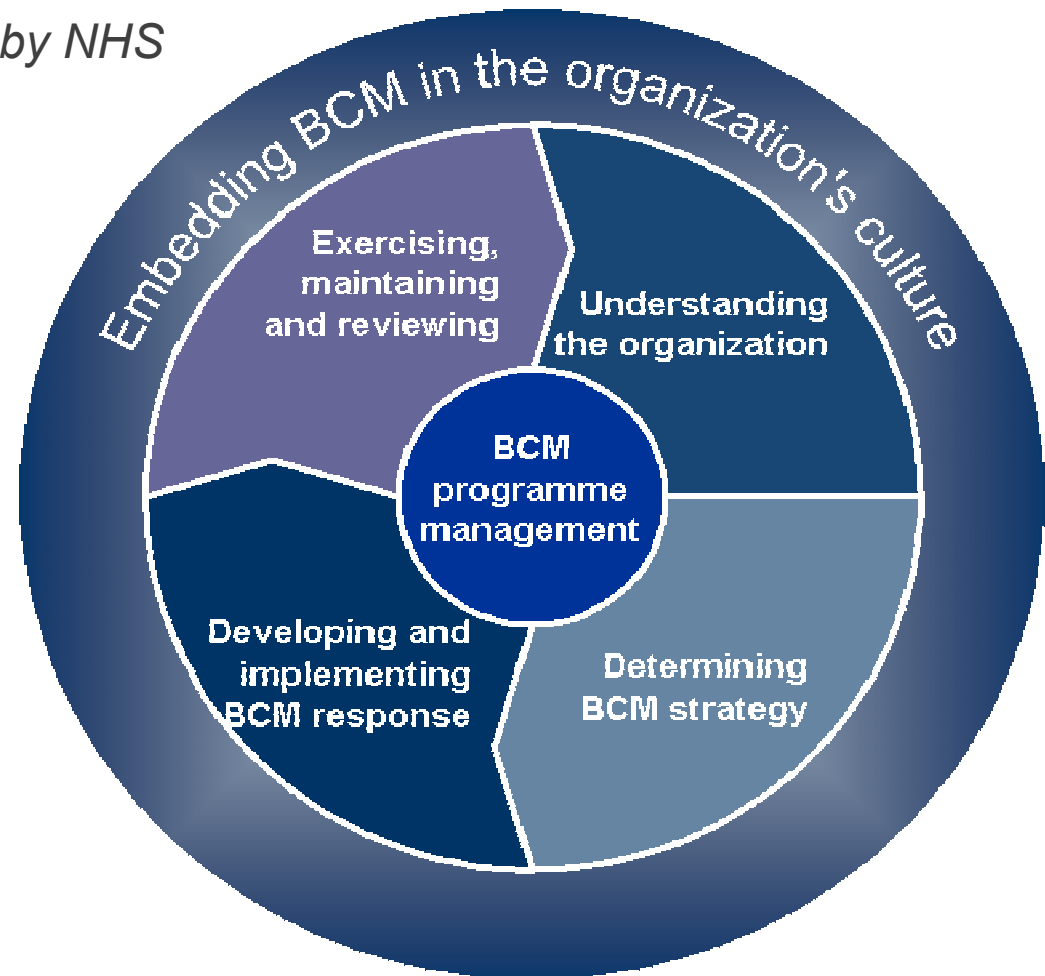 by NHS
Embedding BCM in the organization's culture
Exercising,
maintaining
and reviewing
Understanding
the organization
BCM
programme
management
Developing and
implementing
BCM response
Determining
BCM strategy